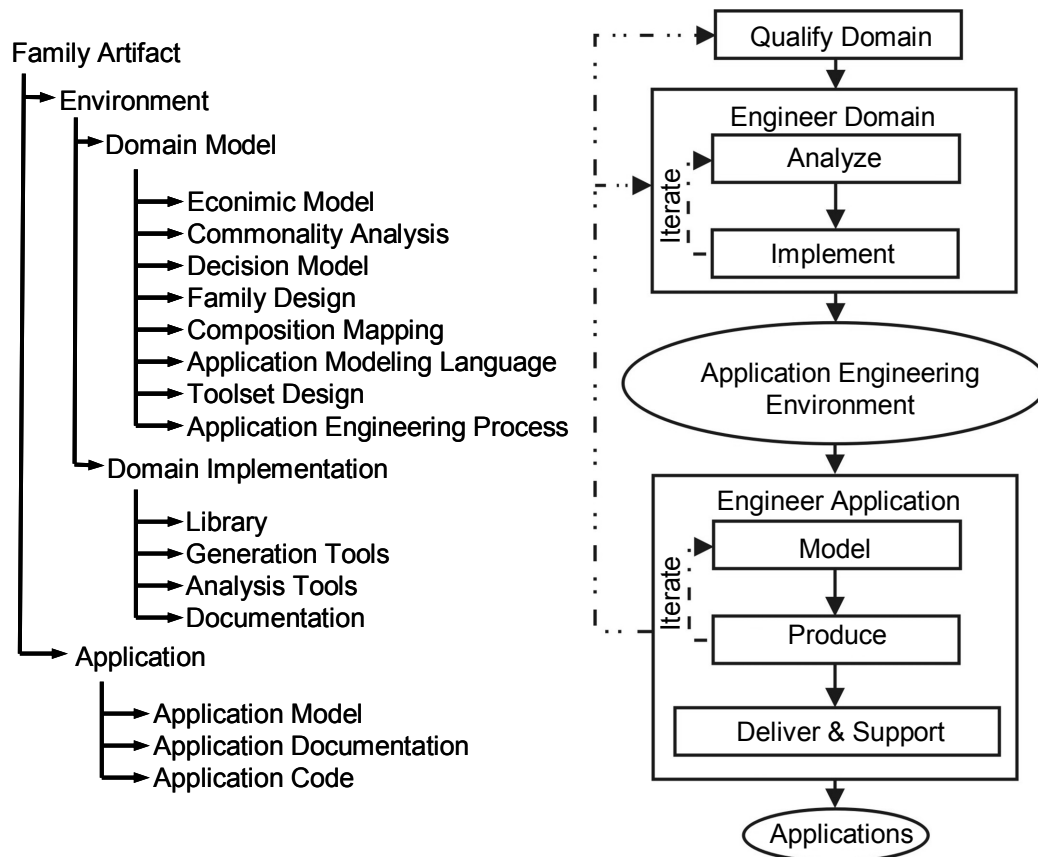 Family Artifact
Environment
Domain Model
Econimic Model
Commonality Analysis
Decision Model
Family Design
Composition Mapping
Application Modeling Language
Toolset Design
Application Engineering Process
Domain Implementation
Library
Generation Tools
Analysis Tools
Documentation
Application
Application Model
Application Documentation
Application Code
Qualify Domain
Engineer Domain
Analyze
Iterate
Implement
Application Engineering
Environment
Engineer Application
Model
Iterate
Produce
Deliver & Support
Applications